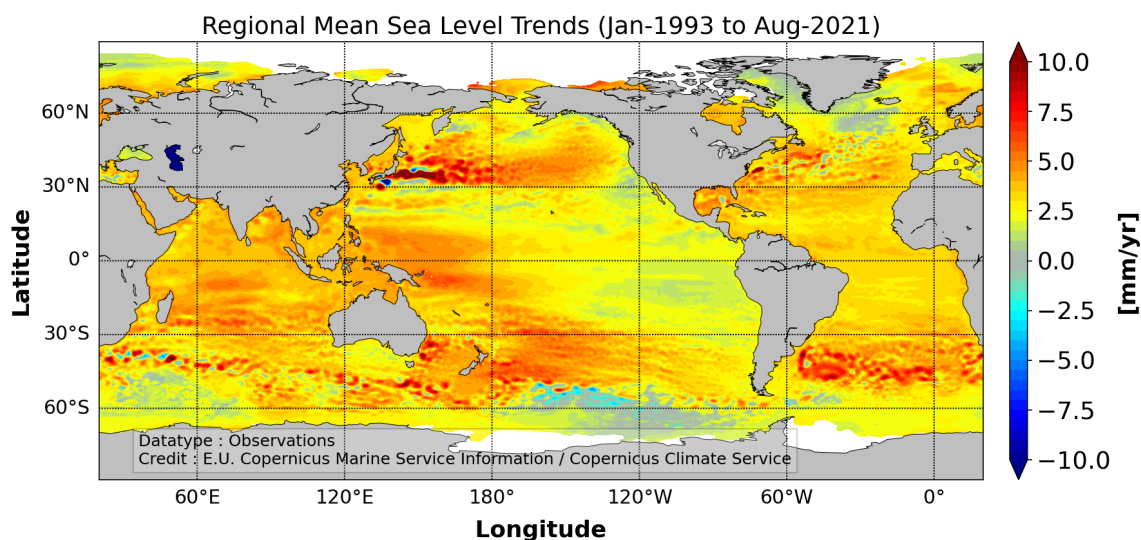 Regional Mean Sea Level Trends (Jan-1993 to Aug-2021)
10.0
7.5
5.0
2.5
0.0
−2.5
−5.0
−7.5
−10.0
[mm/yr]
Latitude
60°N
30°N
0°
30°S
60°S
Datatype : Observations
Credit : E.U. Copernicus Marine Service Information / Copernicus Climate Service
60°E
120°E
180°
120°W
60°W
0°
Longitude